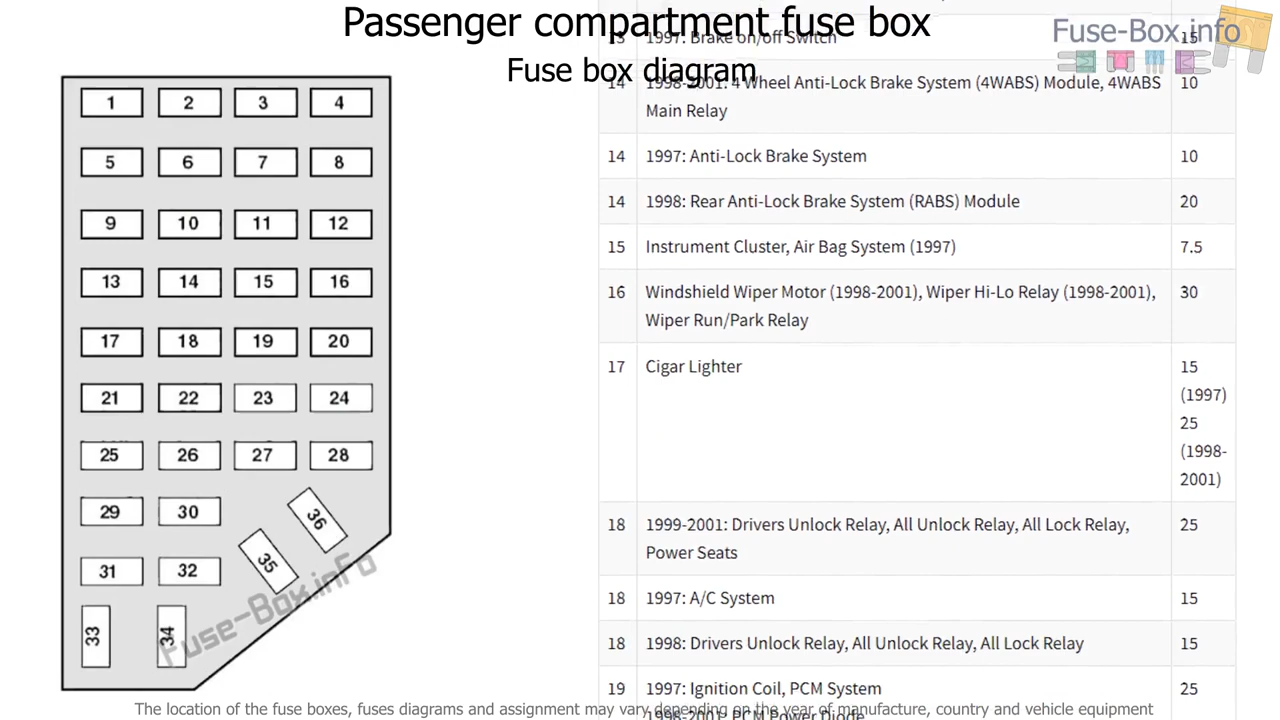 Passenger compartment fuse box
Fuse box diagram
Fuse-Box.info
1 2 3 4
5 6 7 8
9 10 11 12
13 14 15 16
17 18 19 20
21 22 23 24
25 26 27 28
29 30 36
31 32 35
33 34
Fuse-Box.info
13 1997: Brake on/off Switch 15
14 1998-2001: 4 Wheel Anti-Lock Brake System (4WABS) Module, 4WABS 10
Main Relay
14 1997: Anti-Lock Brake System 10
14 1998: Rear Anti-Lock Brake System (RABS) Module 20
15 Instrument Cluster, Air Bag System (1997) 7.5
16 Windshield Wiper Motor (1998-2001), Wiper Hi-Lo Relay (1998-2001), 30
Wiper Run/Park Relay
17 Cigar Lighter 15
(1997)
25
(1998-
2001)
18 1999-2001: Drivers Unlock Relay, All Unlock Relay, All Lock Relay, 25
Power Seats
18 1997: A/C System 15
18 1998: Drivers Unlock Relay, All Unlock Relay, All Lock Relay 15
19 1997: Ignition Coil, PCM System 25
1998-2001: PCM Power Diode
The location of the fuse boxes, fuses diagrams and assignment may vary depending on the year of manufacture, country and vehicle equipment